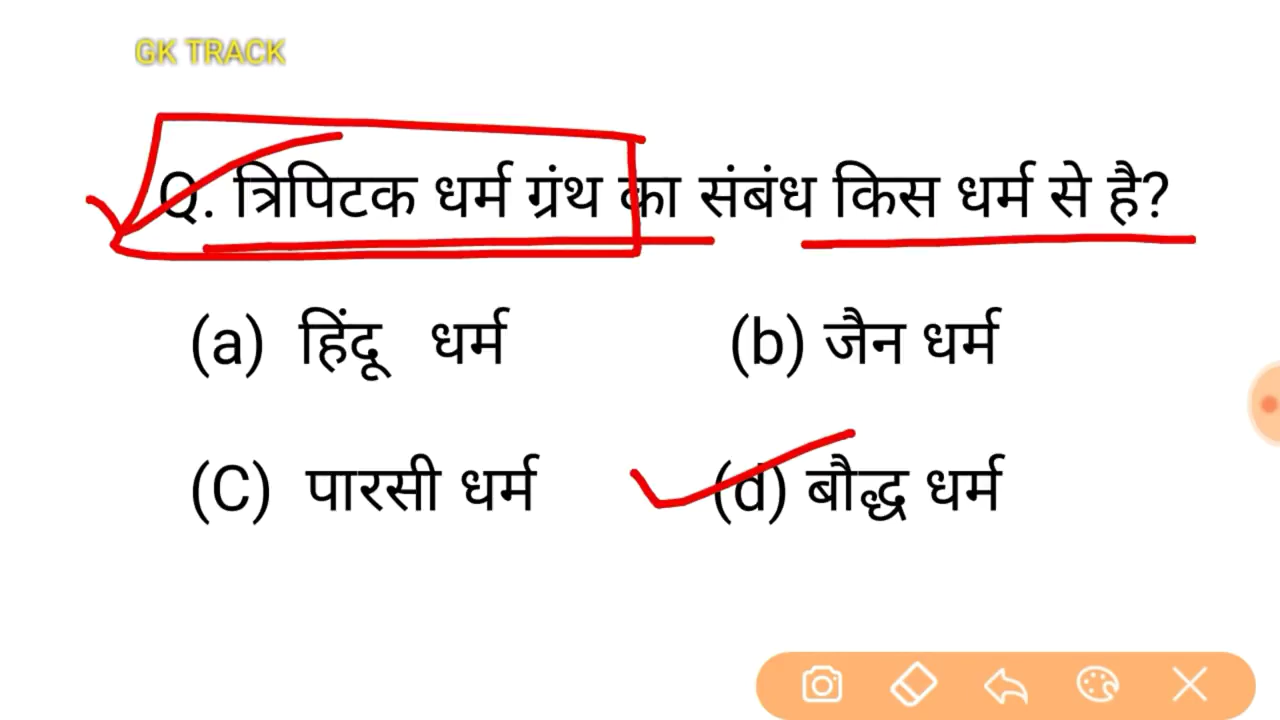 GK TRACK
Q. त्रिपिटक धर्म ग्रंथ का संबंध किस धर्म से है?
(a) हिंदू धर्म (b) जैन धर्म
(C) पारसी धर्म (d) बौद्ध धर्म